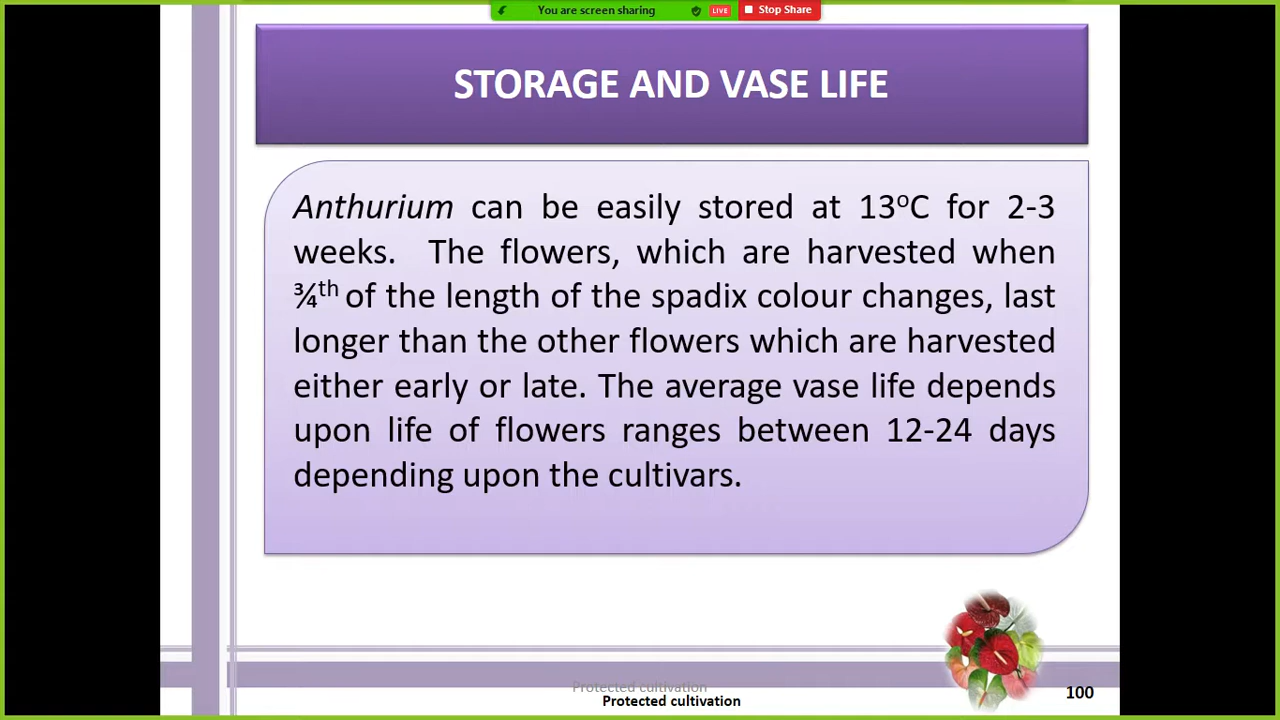 You are screen sharing LIVE Stop Share
STORAGE AND VASE LIFE
Anthurium can be easily stored at 13°C for 2-3
weeks. The flowers, which are harvested when
¾th of the length of the spadix colour changes, last
longer than the other flowers which are harvested
either early or late. The average vase life depends
upon life of flowers ranges between 12-24 days
depending upon the cultivars.
Protected cultivation
Protected cultivation
100